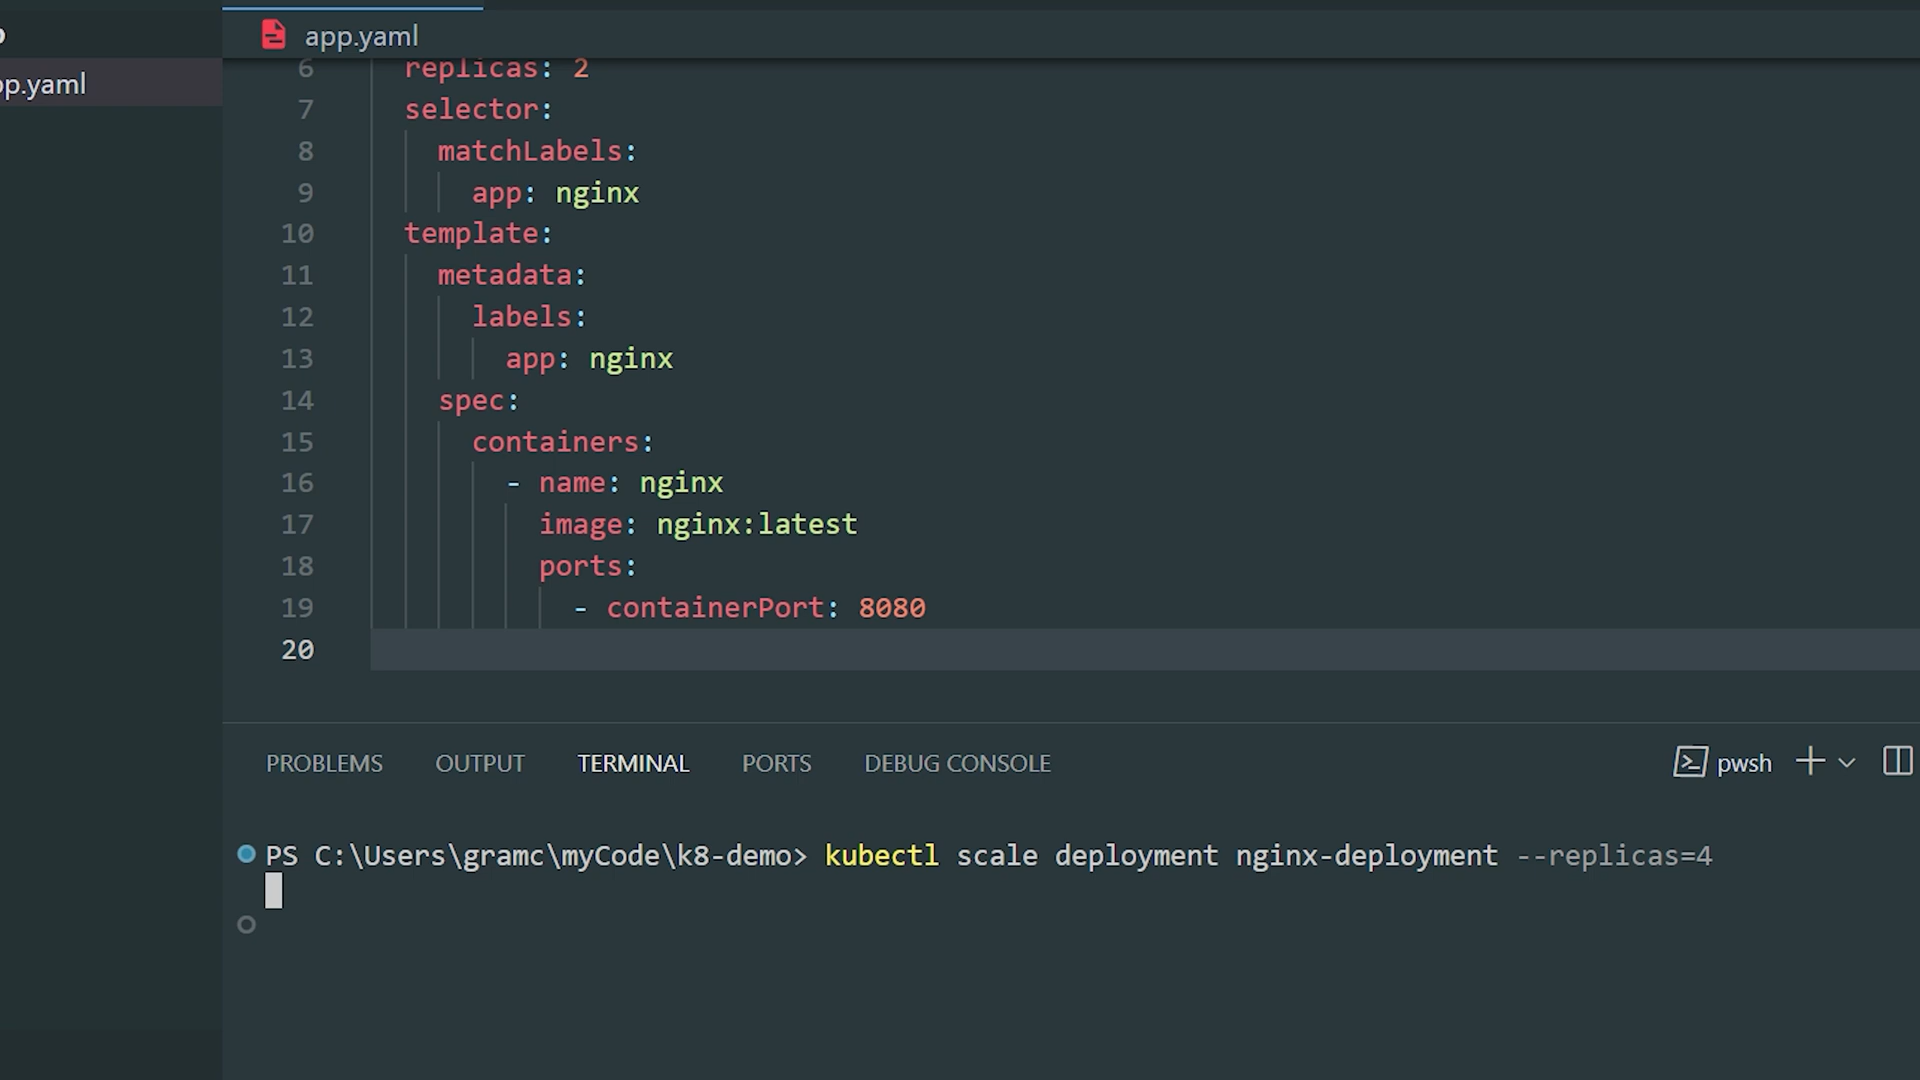 app.yaml
pp.yaml
6 replicas: 2
7 selector:
8 matchLabels:
9 app: nginx
10 template:
11 metadata:
12 labels:
13 app: nginx
14 spec:
15 containers:
16 - name: nginx
17 image: nginx:latest
18 ports:
19 - containerPort: 8080
20
PROBLEMS OUTPUT TERMINAL PORTS DEBUG CONSOLE pwsh
PS C:\Users\gramc\myCode\k8-demo> kubectl scale deployment nginx-deployment --replicas=4